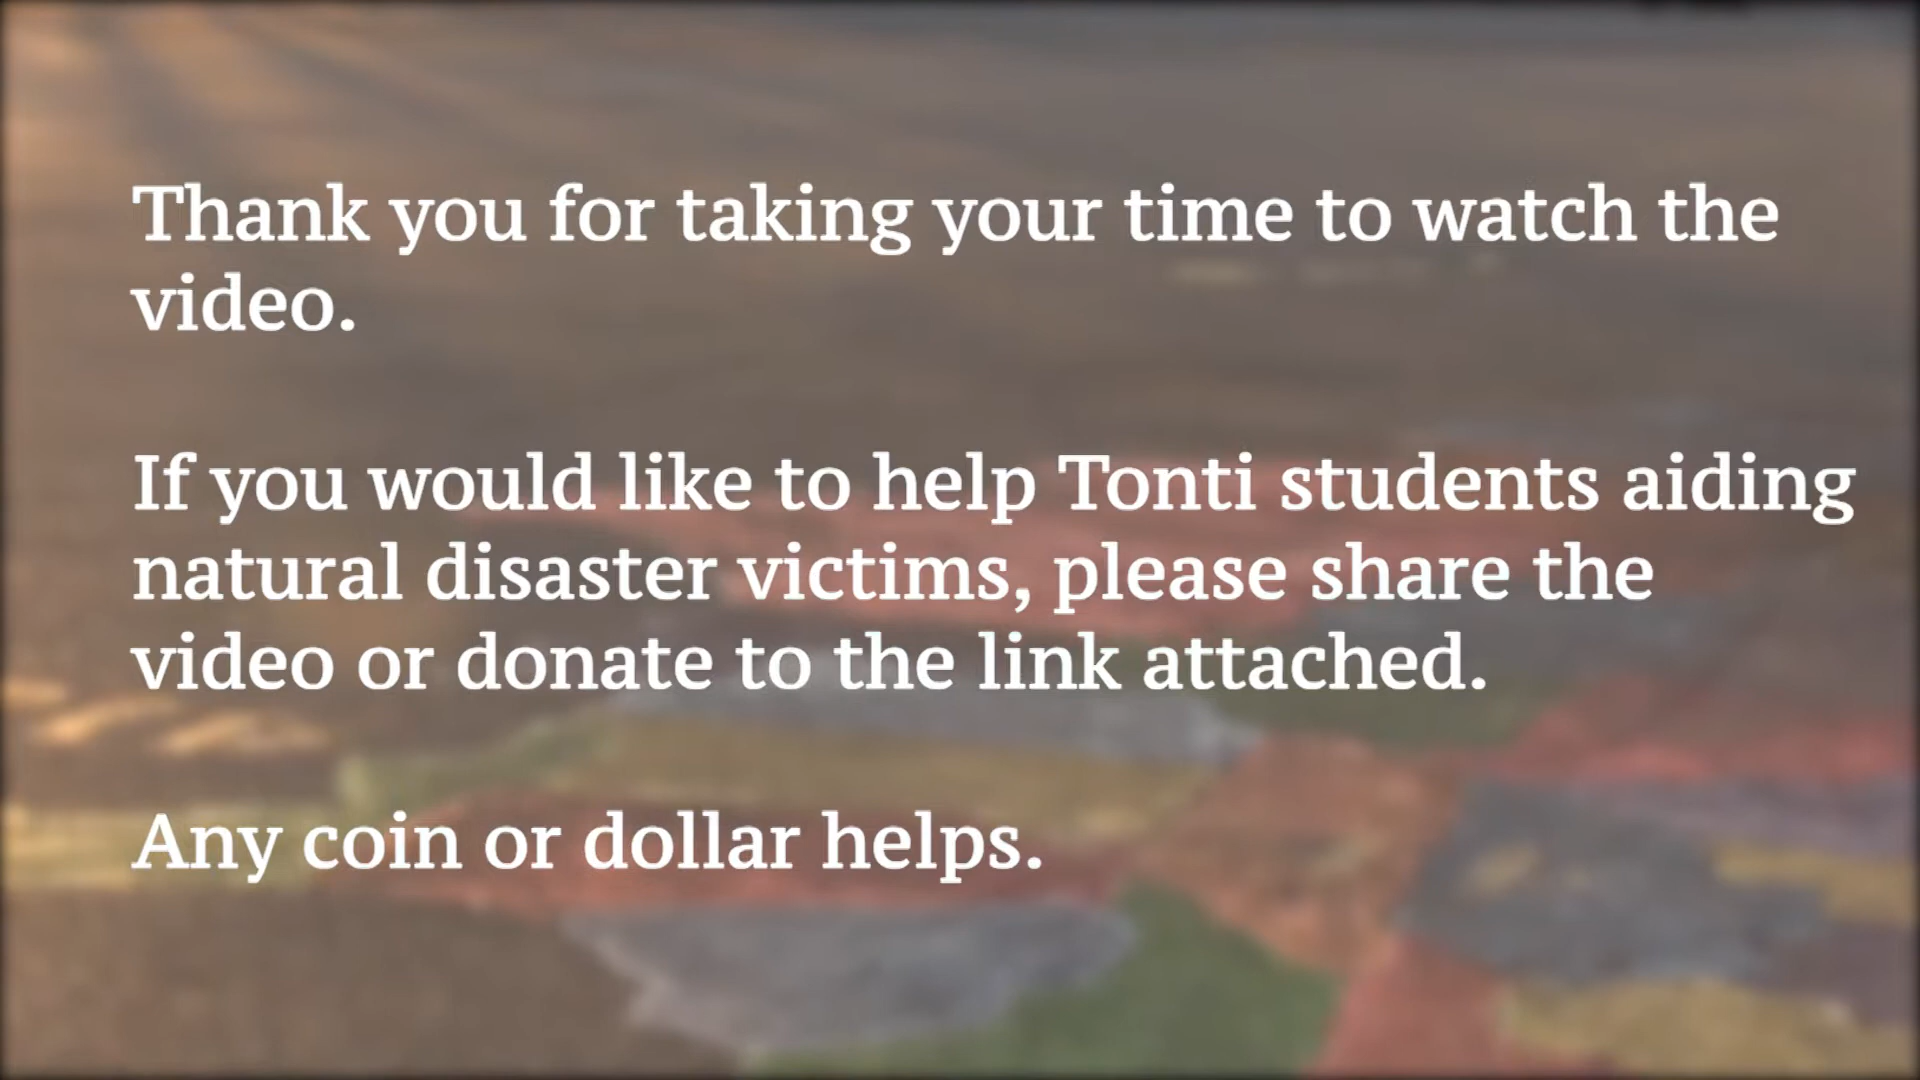 Thank you for taking your time to watch the
video.
If you would like to help Tonti students aiding
natural disaster victims, please share the
video or donate to the link attached.
Any coin or dollar helps.